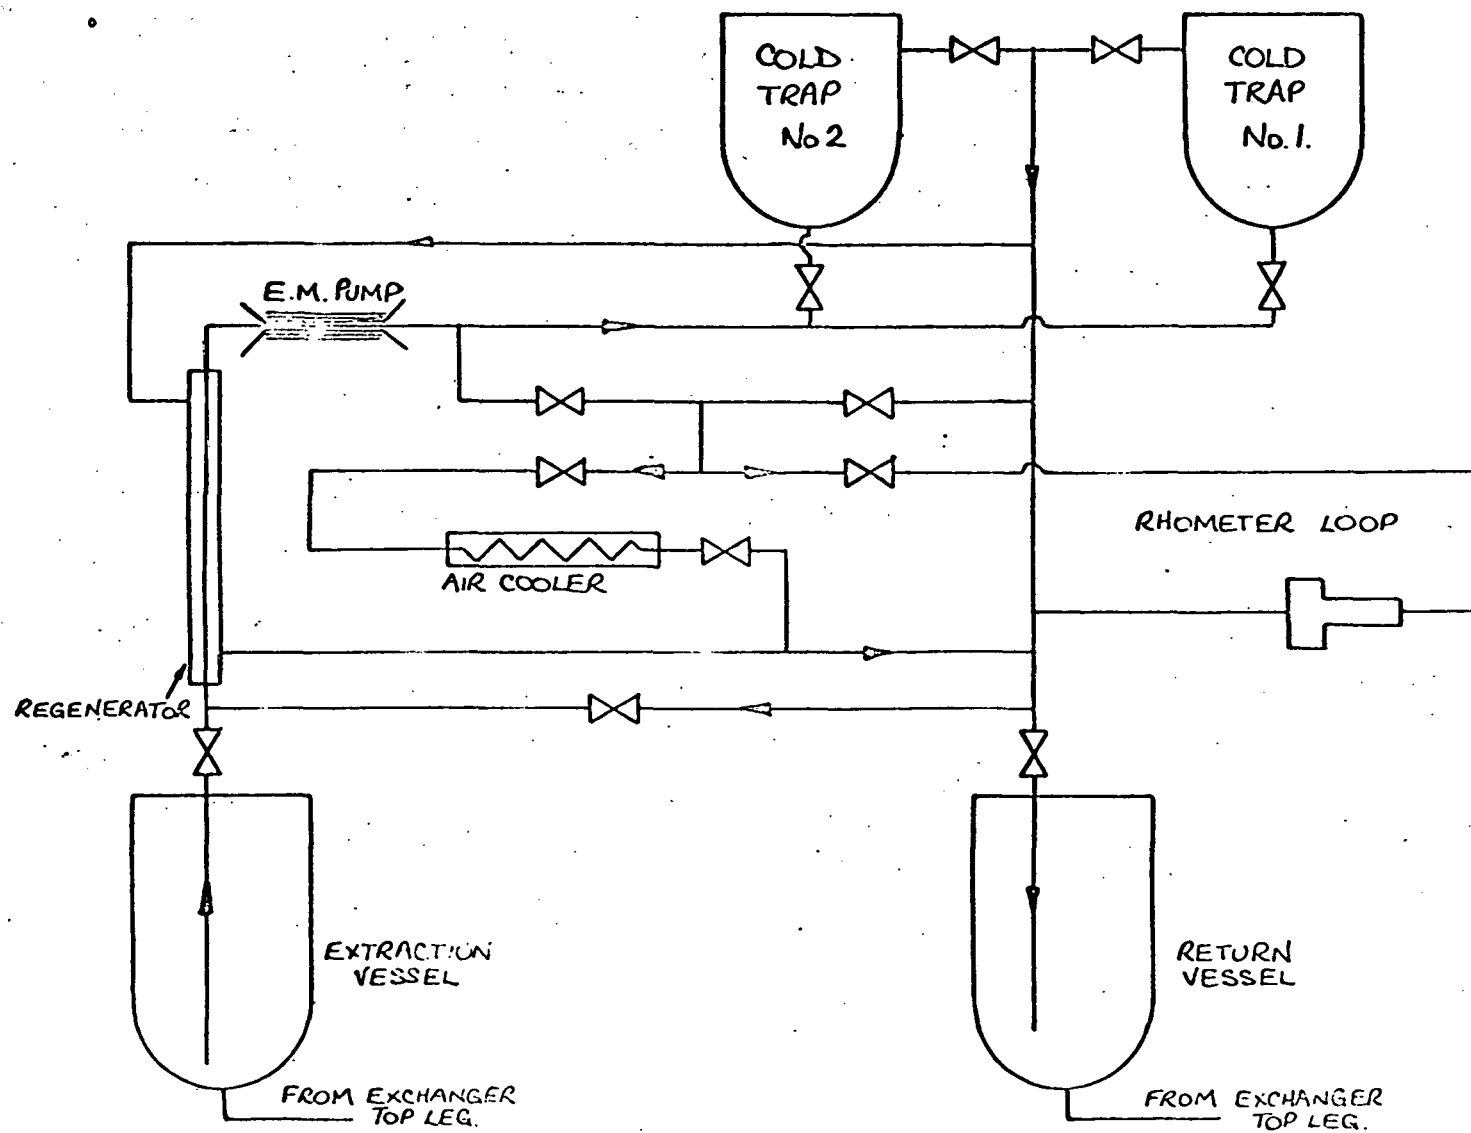 COLD
TRAP
No 2
COLD
TRAP
No. 1.
E.M. PUMP
RHOMETER LOOP
AIR COOLER
REGENERATOR
EXTRACTION
VESSEL
RETURN
VESSEL
FROM EXCHANGER
TOP LEG.
FROM EXCHANGER
TOP LEG.